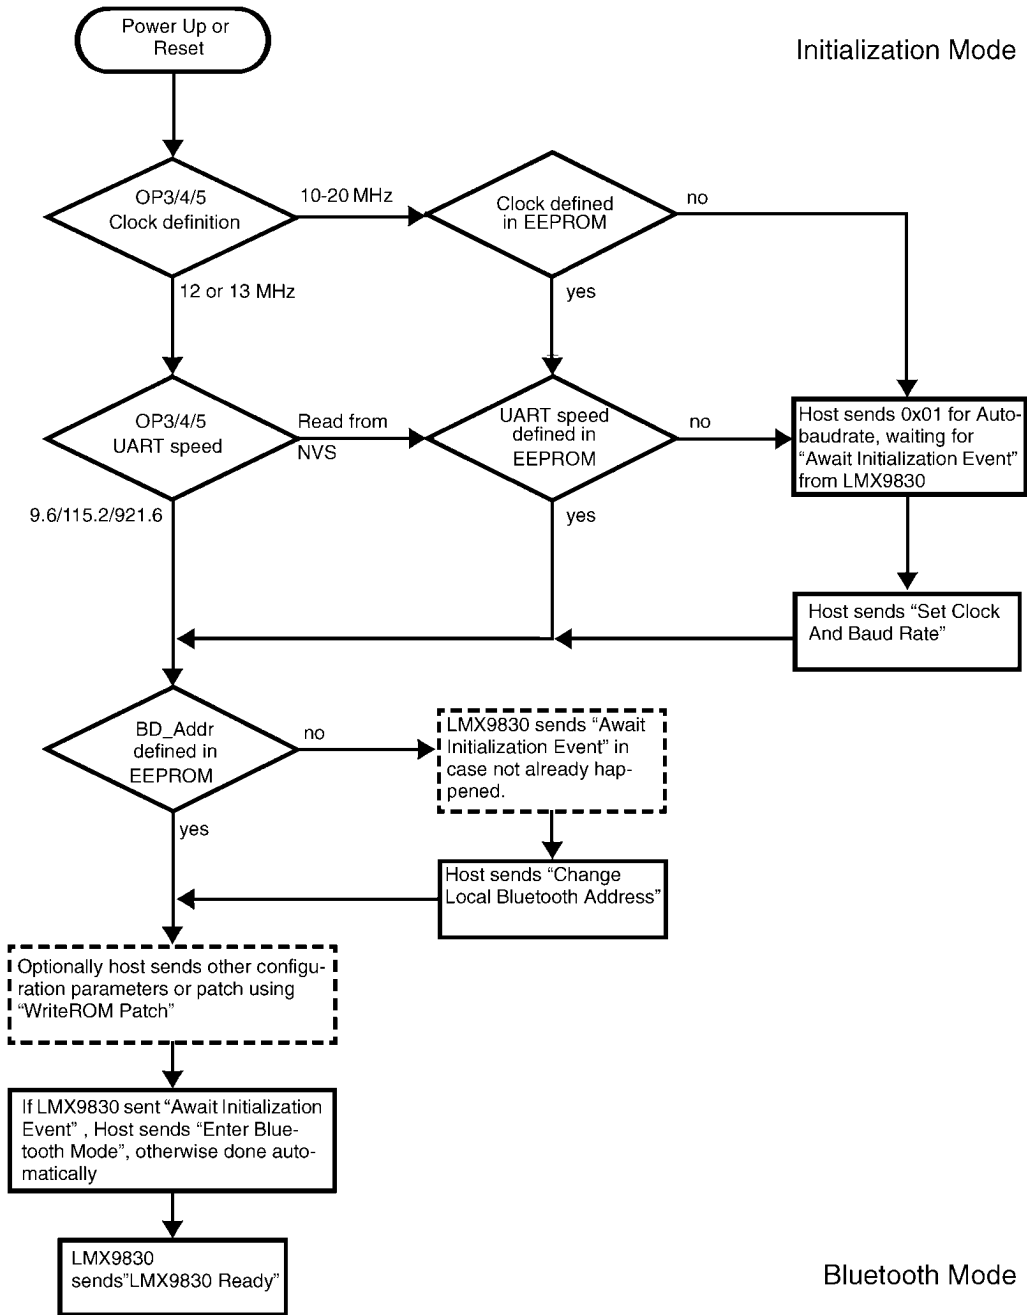 Power Up or
Reset
Initialization Mode
OP3/4/5
Clock definition
10-20 MHz
Clock defined
in EEPROM
no
12 or 13 MHz
yes
OP3/4/5
UART speed
Read from
NVS
UART speed
defined in
EEPROM
no
Host sends 0x01 for Auto-
baudrate, waiting for
“Await Initialization Event”
from LMX9830
9.6/115.2/921.6
yes
Host sends “Set Clock
And Baud Rate”
BD_Addr
defined in
EEPROM
no
LMX9830 sends “Await
Initialization Event” in
case not already hap-
pened.
yes
Host sends “Change
Local Bluetooth Address”
Optionally host sends other configu-
ration parameters or patch using
“WriteROM Patch”
If LMX9830 sent “Await Initialization
Event” , Host sends “Enter Blue-
tooth Mode”, otherwise done auto-
matically
LMX9830
sends”LMX9830 Ready”
Bluetooth Mode